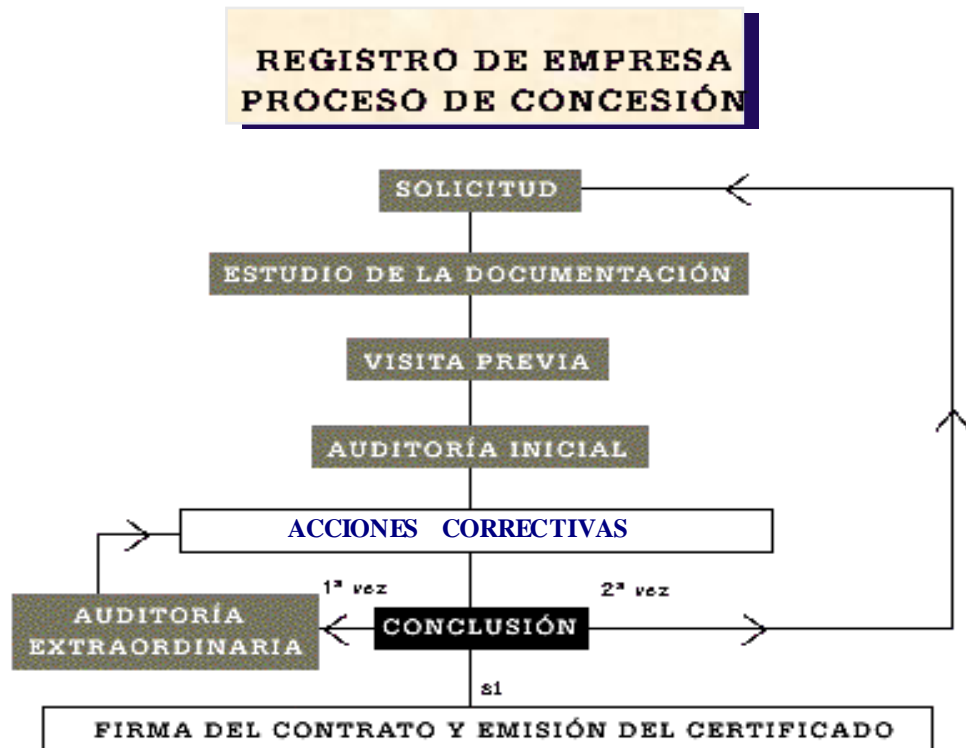 REGISTRO DE EMPRESA
PROCESO DE CONCESIÓN
SOLICITUD
ESTUDIO DE LA DOCUMENTACIÓN
VISITA PREVIA
AUDITORÍA INICIAL
ACCIONES CORRECTIVAS
1ª vez
2ª vez
AUDITORÍA
EXTRAORDINARIA
CONCLUSIÓN
sí
FIRMA DEL CONTRATO Y EMISIÓN DEL CERTIFICADO